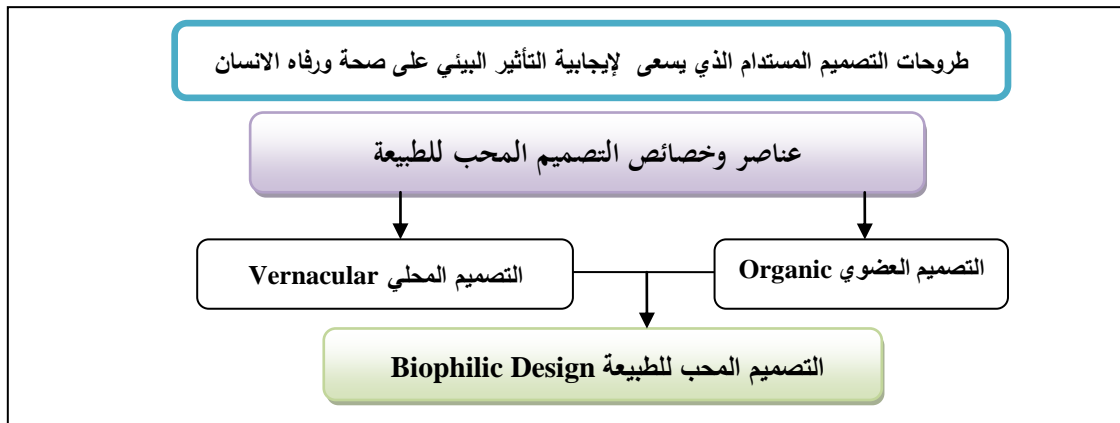 طروحات التصميم المستدام الذي يسعى لإيجابية التأثير البيئي على صحة ورفاه الانسان
عناصر وخصائص التصميم المحب للطبيعة
التصميم العضوي Organic
التصميم المحلي Vernacular
التصميم المحب للطبيعة Biophilic Design